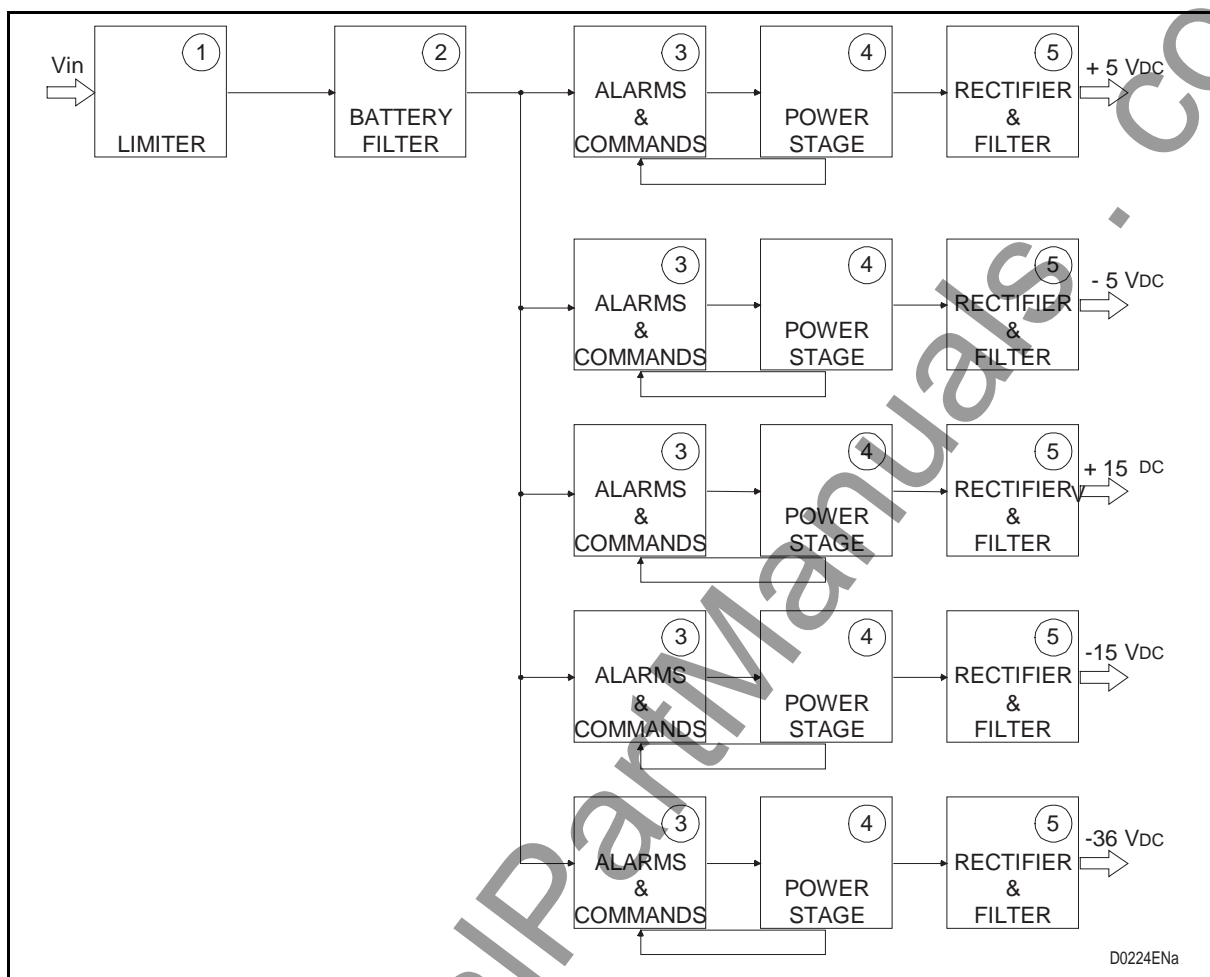 Vin
1
LIMITER
2
BATTERY
FILTER
3
ALARMS
&
COMMANDS
4
POWER
STAGE
5
RECTIFIER
&
FILTER
+ 5 VDC
3
ALARMS
&
COMMANDS
4
POWER
STAGE
5
RECTIFIER
&
FILTER
- 5 VDC
3
ALARMS
&
COMMANDS
4
POWER
STAGE
5
RECTIFIER
&
FILTER
+ 15 DC
V
3
ALARMS
&
COMMANDS
4
POWER
STAGE
5
RECTIFIER
&
FILTER
-15 VDC
3
ALARMS
&
COMMANDS
4
POWER
STAGE
5
RECTIFIER
&
FILTER
-36 VDC
D0224ENa
lPartManuals . co